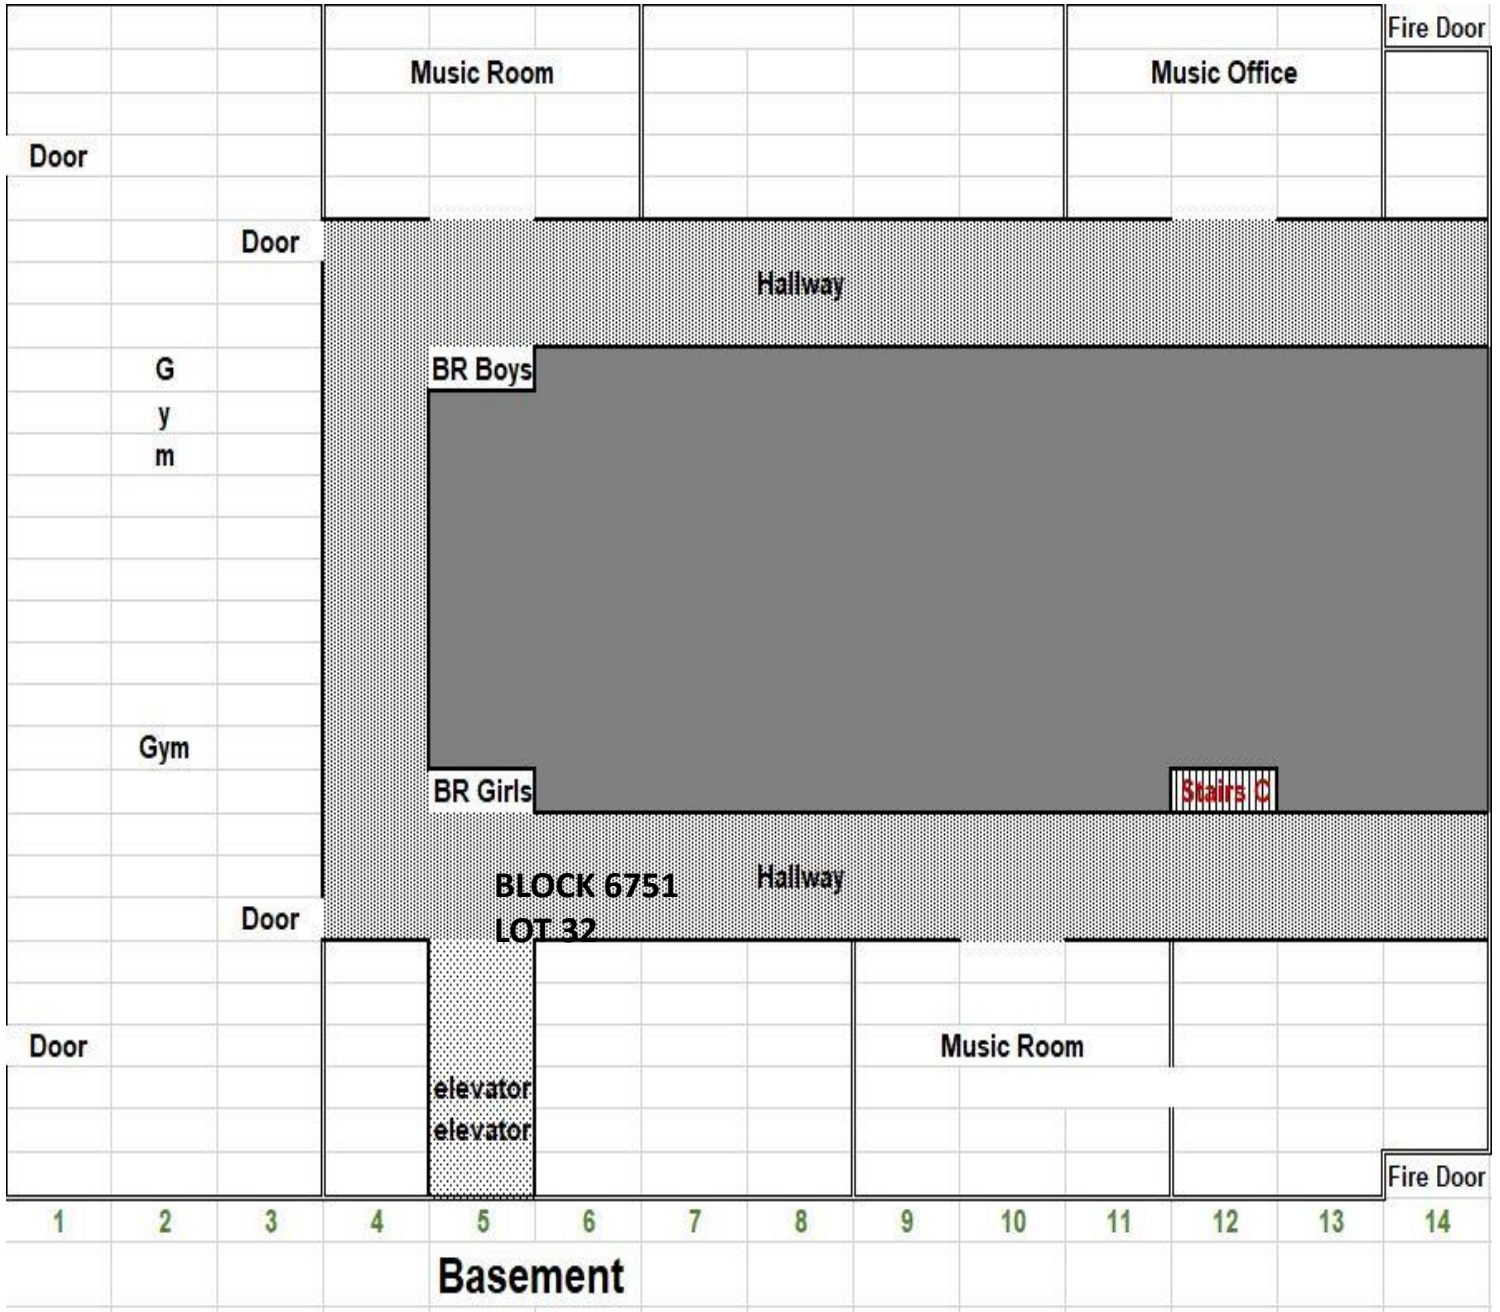 Fire Door
Music Room
Music Office
Door
Door
Hallway
G
BR Boys
y
m
Gym
BR Girls
Stairs C
Hallway
BLOCK 6751
Door
LOT 32
Door
Music Room
elevator
elevator
Fire Door
1 2 3 4 5 6 7 8 9 10 11 12 13 14
Basement